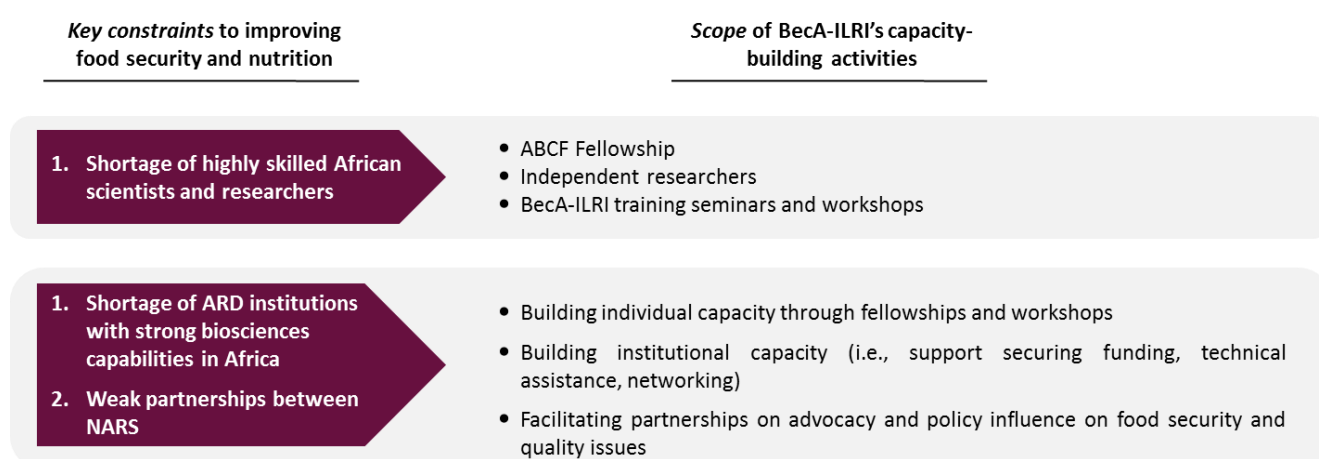 Key constraints to improving
food security and nutrition
Scope of BecA-ILRI's capacity-
building activities
1. Shortage of highly skilled African
scientists and researchers
• ABCF Fellowship
• Independent researchers
• BecA-ILRI training seminars and workshops
1. Shortage of ARD institutions
with strong biosciences
capabilities in Africa
2. Weak partnerships between
NARS
• Building individual capacity through fellowships and workshops
• Building institutional capacity (i.e., support securing funding, technical
assistance, networking)
• Facilitating partnerships on advocacy and policy influence on food security and
quality issues